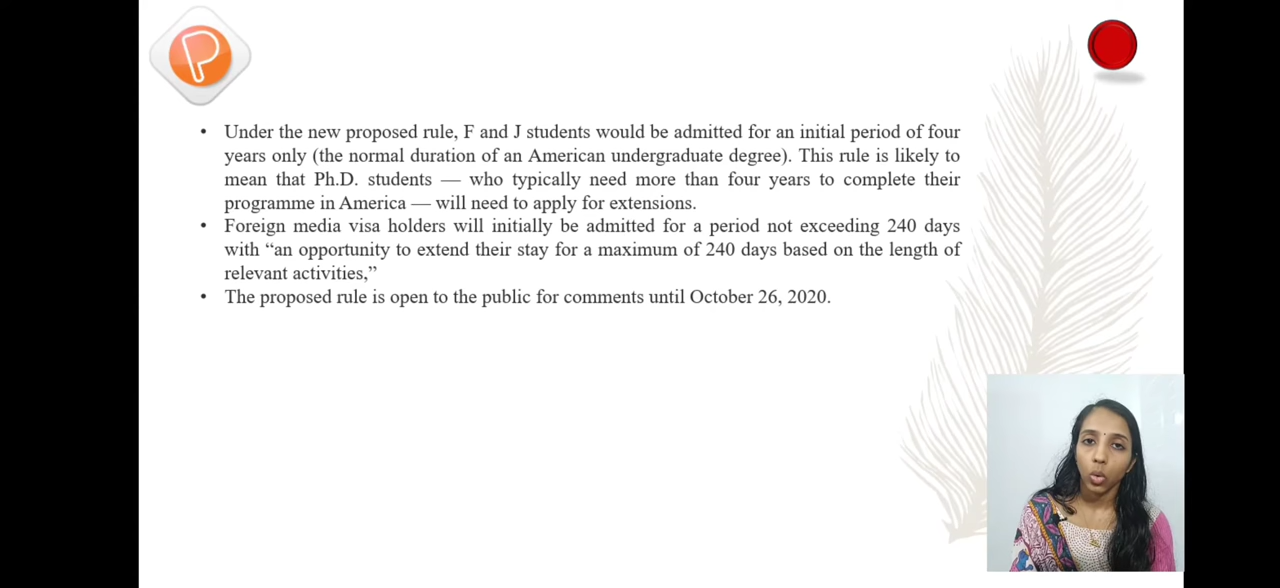 P
• Under the new proposed rule, F and J students would be admitted for an initial period of four
years only (the normal duration of an American undergraduate degree). This rule is likely to
mean that Ph.D. students — who typically need more than four years to complete their
programme in America — will need to apply for extensions.
• Foreign media visa holders will initially be admitted for a period not exceeding 240 days
with “an opportunity to extend their stay for a maximum of 240 days based on the length of
relevant activities,”
• The proposed rule is open to the public for comments until October 26, 2020.